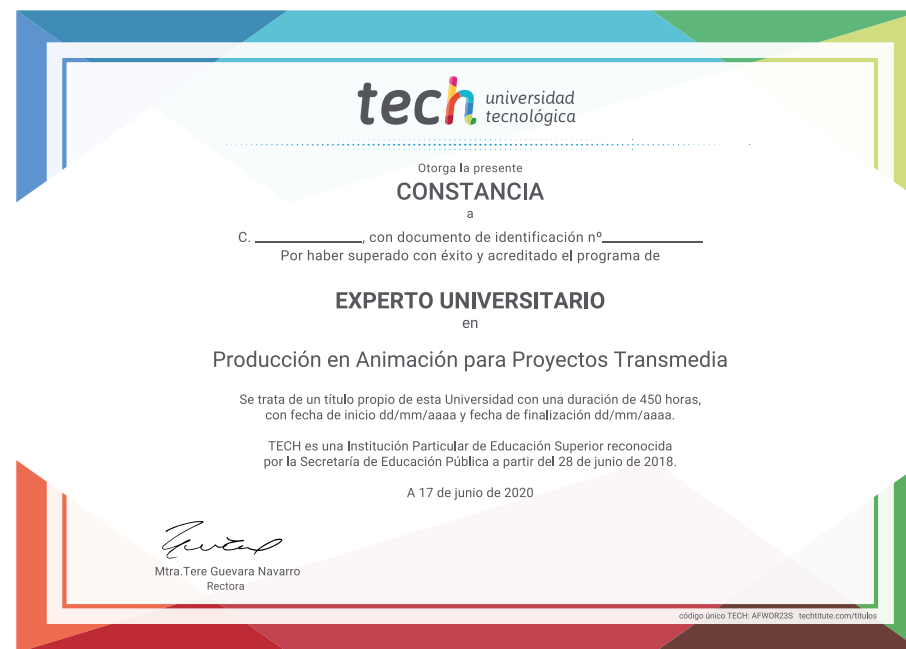 tech universidad
tecnológica
Otorga la presente
CONSTANCIA
a
C. ____________, con documento de identificación nº____________
Por haber superado con éxito y acreditado el programa de
EXPERTO UNIVERSITARIO
en
Producción en Animación para Proyectos Transmedia
Se trata de un título propio de esta Universidad con una duración de 450 horas,
con fecha de inicio dd/mm/aaaa y fecha de finalización dd/mm/aaaa.
TECH es una Institución Particular de Educación Superior reconocida
por la Secretaría de Educación Pública a partir del 28 de junio de 2018.
A 17 de junio de 2020
Mtra.Tere Guevara Navarro
Rectora
código único TECH: AFWOR23S techtitute.com/titulos